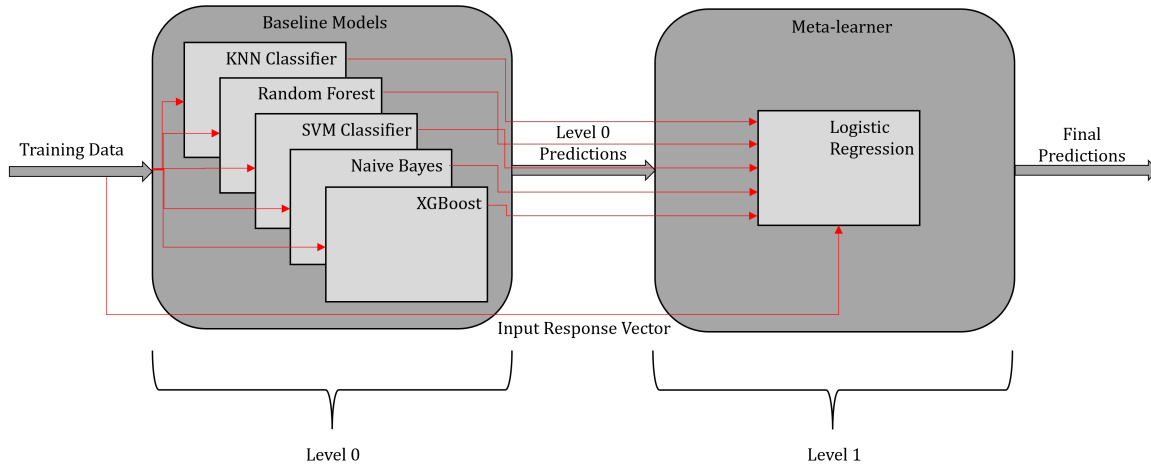 Baseline Models
Meta-learner
KNN Classifier
Random Forest
SVM Classifier
Naive Bayes
XGBoost
Training Data
Level 0
Predictions
Logistic
Regression
Final
Predictions
Input Response Vector
Level 0
Level 1